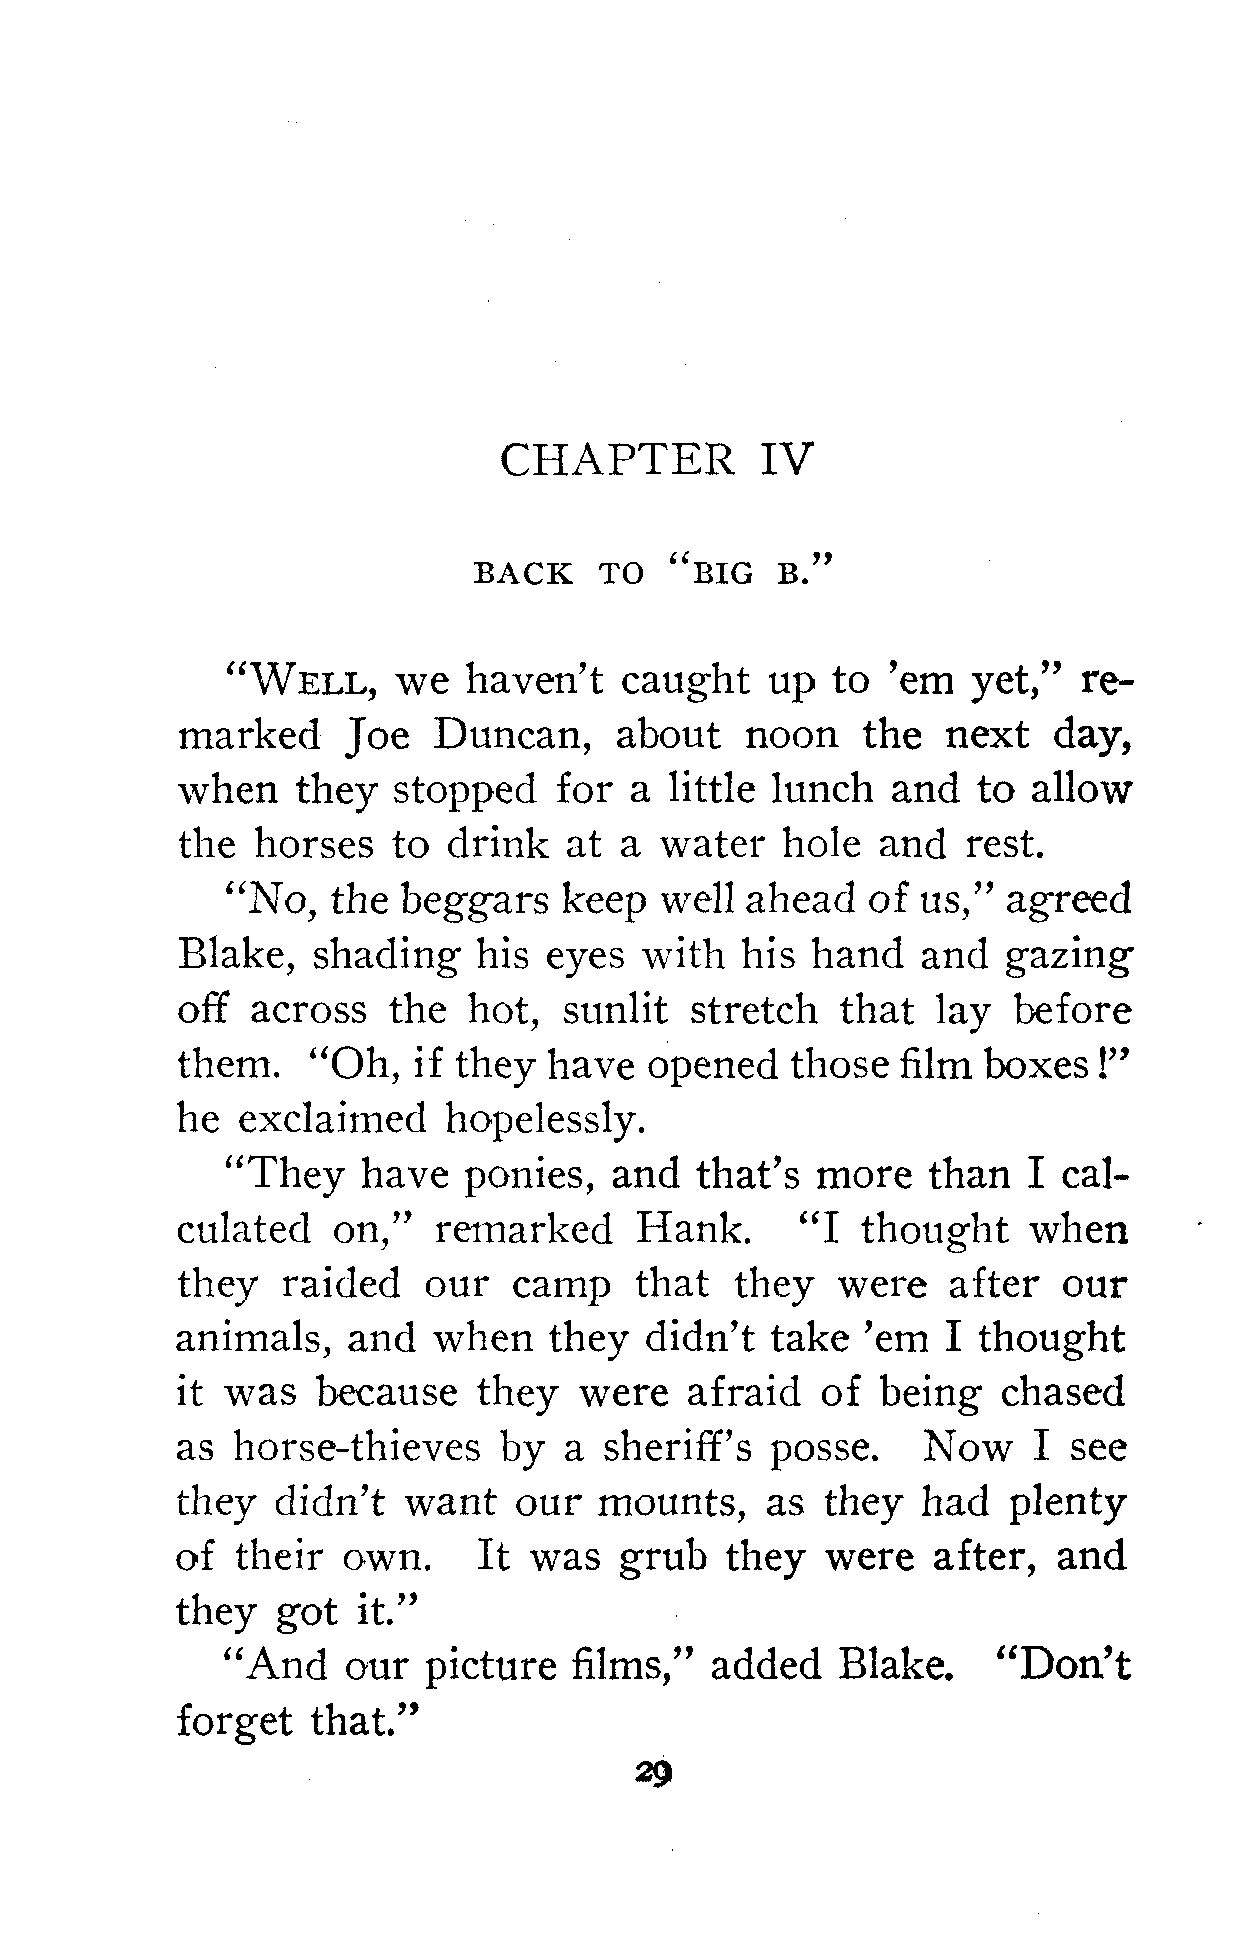 CHAPTER IV
BACK TO “BIG B.”
“WELL, we haven’t caught up to ’em yet,” re-
marked Joe Duncan, about noon the next day,
when they stopped for a little lunch and to allow
the horses to drink at a water hole and rest.
“No, the beggars keep well ahead of us,” agreed
Blake, shading his eyes with his hand and gazing
off across the hot, sunlit stretch that lay before
them. “Oh, if they have opened those film boxes!”
he exclaimed hopelessly.
“They have ponies, and that’s more than I cal-
culated on,” remarked Hank. “I thought when
they raided our camp that they were after our
animals, and when they didn’t take ’em I thought
it was because they were afraid of being chased
as horse-thieves by a sheriff’s posse. Now I see
they didn’t want our mounts, as they had plenty
of their own. It was grub they were after, and
they got it.”
“And our picture films,” added Blake. “Don’t
forget that.”
29